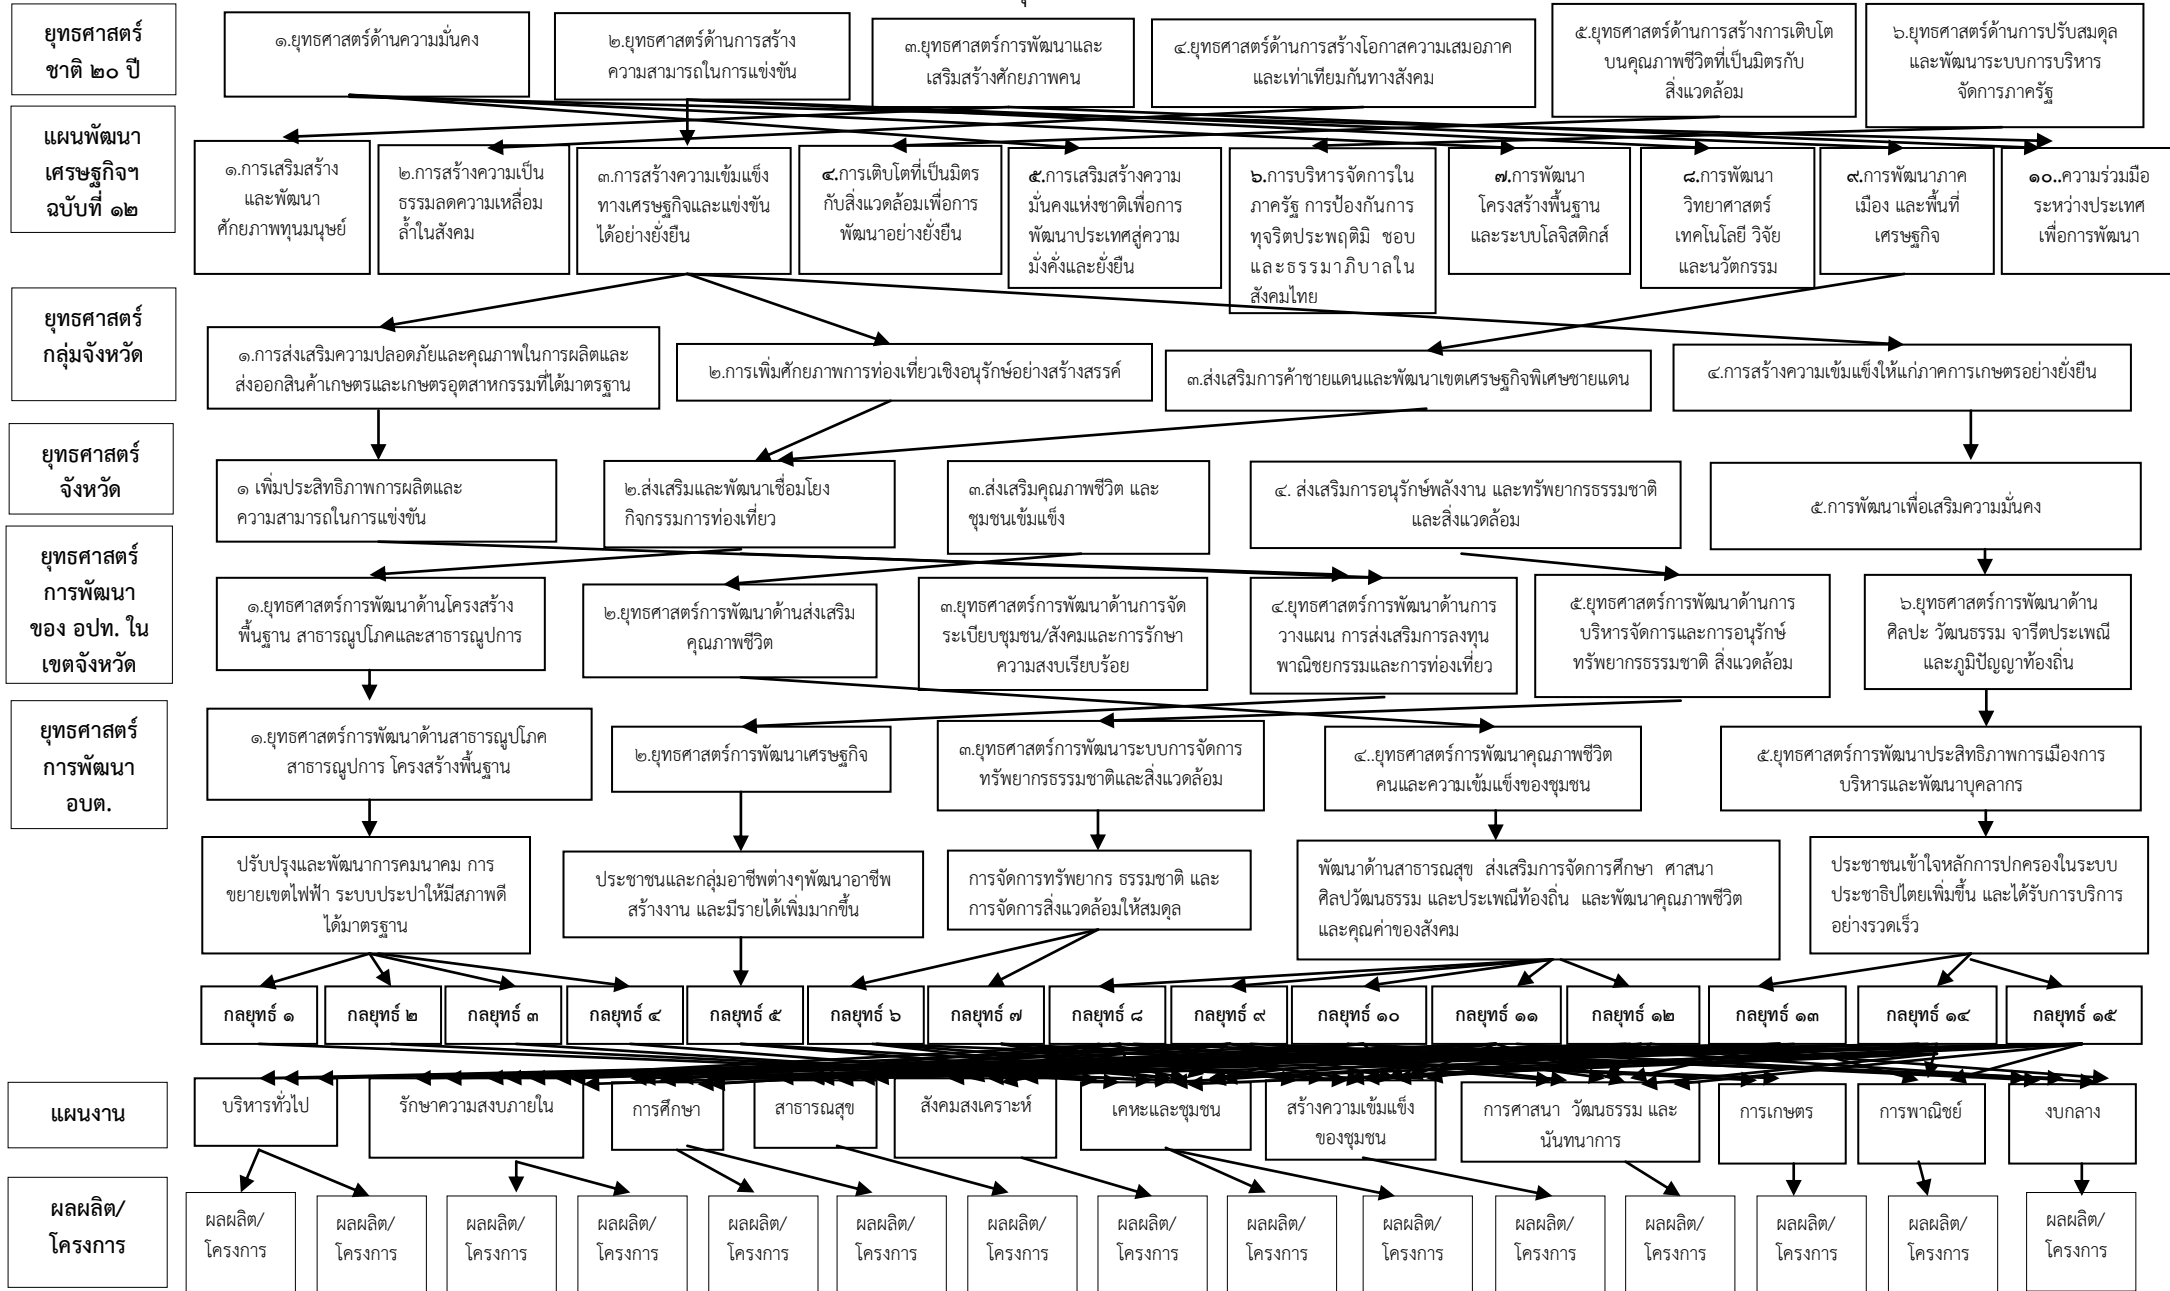 ยุทธศาสตร์
ชาติ ๒๐ ปี
๑.ยุทธศาสตร์ด้านความมั่นคง
๒.ยุทธศาสตร์ด้านการสร้าง
ความสามารถในการแข่งขัน
๓.ยุทธศาสตร์การพัฒนาและ
เสริมสร้างศักยภาพคน
๔.ยุทธศาสตร์ด้านการสร้างโอกาสความเสมอภาค
และเท่าเทียมกันทางสังคม
๕.ยุทธศาสตร์ด้านการสร้างการเติบโต
บนคุณภาพชีวิตที่เป็นมิตรกับ
สิ่งแวดล้อม
๖.ยุทธศาสตร์ด้านการปรับสมดุล
และพัฒนาระบบการบริหาร
จัดการภาครัฐ
แผนพัฒนา
เศรษฐกิจฯ
ฉบับที่ ๑๒
๑.การเสริมสร้าง
และพัฒนา
ศักยภาพทุนมนุษย์
๒.การสร้างความเป็น
ธรรมลดความเหลื่อม
ล้ำในสังคม
๓.การสร้างความเข้มแข็ง
ทางเศรษฐกิจและแข่งขัน
ได้อย่างยั่งยืน
๔.การเติบโตที่เป็นมิตร
กับสิ่งแวดล้อมเพื่อการ
พัฒนาอย่างยั่งยืน
๕.การเสริมสร้างความ
มั่นคงแห่งชาติเพื่อการ
พัฒนาประเทศสู่ความ
มั่งคั่งและยั่งยืน
๖.การบริหารจัดการใน
ภาครัฐ การป้องกันการ
ทุจริตประพฤติมิ ชอบ
และธรรมาภิบาลใน
สังคมไทย
๗.การพัฒนา
โครงสร้างพื้นฐาน
และระบบโลจิสติกส์
๘.การพัฒนา
วิทยาศาสตร์
เทคโนโลยี วิจัย
และนวัตกรรม
๙.การพัฒนาภาค
เมือง และพื้นที่
เศรษฐกิจ
๑๐..ความร่วมมือ
ระหว่างประเทศ
เพื่อการพัฒนา
ยุทธศาสตร์
กลุ่มจังหวัด
๑.การส่งเสริมความปลอดภัยและคุณภาพในการผลิตและ
ส่งออกสินค้าเกษตรและเกษตรอุตสาหกรรมที่ได้มาตรฐาน
๒.การเพิ่มศักยภาพการท่องเที่ยวเชิงอนุรักษ์อย่างสร้างสรรค์
๓.ส่งเสริมการค้าชายแดนและพัฒนาเขตเศรษฐกิจพิเศษชายแดน
๔.การสร้างความเข้มแข็งให้แก่ภาคการเกษตรอย่างยั่งยืน
ยุทธศาสตร์
จังหวัด
๑ เพิ่มประสิทธิภาพการผลิตและ
ความสามารถในการแข่งขัน
๒.ส่งเสริมและพัฒนาเชื่อมโยง
กิจกรรมการท่องเที่ยว
๓.ส่งเสริมคุณภาพชีวิต และ
ชุมชนเข้มแข็ง
๔. ส่งเสริมการอนุรักษ์พลังงาน และทรัพยากรธรรมชาติ
และสิ่งแวดล้อม
๕.การพัฒนาเพื่อเสริมความมั่นคง
ยุทธศาสตร์
การพัฒนา
ของ อปท. ใน
เขตจังหวัด
๑.ยุทธศาสตร์การพัฒนาด้านโครงสร้าง
พื้นฐาน สาธารณูปโภคและสาธารณูปการ
๒.ยุทธศาสตร์การพัฒนาด้านส่งเสริม
คุณภาพชีวิต
๓.ยุทธศาสตร์การพัฒนาด้านการจัด
ระเบียบชุมชน/สังคมและการรักษา
ความสงบเรียบร้อย
๔.ยุทธศาสตร์การพัฒนาด้านการ
วางแผน การส่งเสริมการลงทุน
พาณิชยกรรมและการท่องเที่ยว
๕.ยุทธศาสตร์การพัฒนาด้านการ
บริหารจัดการและการอนุรักษ์
ทรัพยากรธรรมชาติ สิ่งแวดล้อม
๖.ยุทธศาสตร์การพัฒนาด้าน
ศิลปะ วัฒนธรรม จารีตประเพณี
และภูมิปัญญาท้องถิ่น
ยุทธศาสตร์
การพัฒนา
อบต.
๑.ยุทธศาสตร์การพัฒนาด้านสาธารณูปโภค
สาธารณูปการ โครงสร้างพื้นฐาน
๒.ยุทธศาสตร์การพัฒนาเศรษฐกิจ
๓.ยุทธศาสตร์การพัฒนาระบบการจัดการ
ทรัพยากรธรรมชาติและสิ่งแวดล้อม
๔..ยุทธศาสตร์การพัฒนาคุณภาพชีวิต
คนและความเข้มแข็งของชุมชน
๕.ยุทธศาสตร์การพัฒนาประสิทธิภาพการเมืองการ
บริหารและพัฒนาบุคลากร
ปรับปรุงและพัฒนาการคมนาคม การ
ขยายเขตไฟฟ้า ระบบประปาให้มีสภาพดี
ได้มาตรฐาน
ประชาชนและกลุ่มอาชีพต่างๆพัฒนาอาชีพ
สร้างงาน และมีรายได้เพิ่มมากขึ้น
การจัดการทรัพยากร ธรรมชาติ และ
การจัดการสิ่งแวดล้อมให้สมดุล
พัฒนาด้านสาธารณสุข ส่งเสริมการจัดการศึกษา ศาสนา
ศิลปวัฒนธรรม และประเพณีท้องถิ่น และพัฒนาคุณภาพชีวิต
และคุณค่าของสังคม
ประชาชนเข้าใจหลักการปกครองในระบบ
ประชาธิปไตยเพิ่มขึ้น และได้รับการบริการ
อย่างรวดเร็ว
กลยุทธ์ ๑
กลยุทธ์ ๒
กลยุทธ์ ๓
กลยุทธ์ ๔
กลยุทธ์ ๕
กลยุทธ์ ๖
กลยุทธ์ ๗
กลยุทธ์ ๘
กลยุทธ์ ๙
กลยุทธ์ ๑๐
กลยุทธ์ ๑๑
กลยุทธ์ ๑๒
กลยุทธ์ ๑๓
กลยุทธ์ ๑๔
กลยุทธ์ ๑๕
แผนงาน
บริหารทั่วไป
รักษาความสงบภายใน
การศึกษา
สาธารณสุข
สังคมสงเคราะห์
เคหะและชุมชน
สร้างความเข้มแข็ง
ของชุมชน
การศาสนา วัฒนธรรม และ
นันทนาการ
การเกษตร
การพาณิชย์
งบกลาง
ผลผลิต/
โครงการ
ผลผลิต/
โครงการ
ผลผลิต/
โครงการ
ผลผลิต/
โครงการ
ผลผลิต/
โครงการ
ผลผลิต/
โครงการ
ผลผลิต/
โครงการ
ผลผลิต/
โครงการ
ผลผลิต/
โครงการ
ผลผลิต/
โครงการ
ผลผลิต/
โครงการ
ผลผลิต/
โครงการ
ผลผลิต/
โครงการ
ผลผลิต/
โครงการ
ผลผลิต/
โครงการ
ผลผลิต/
โครงการ